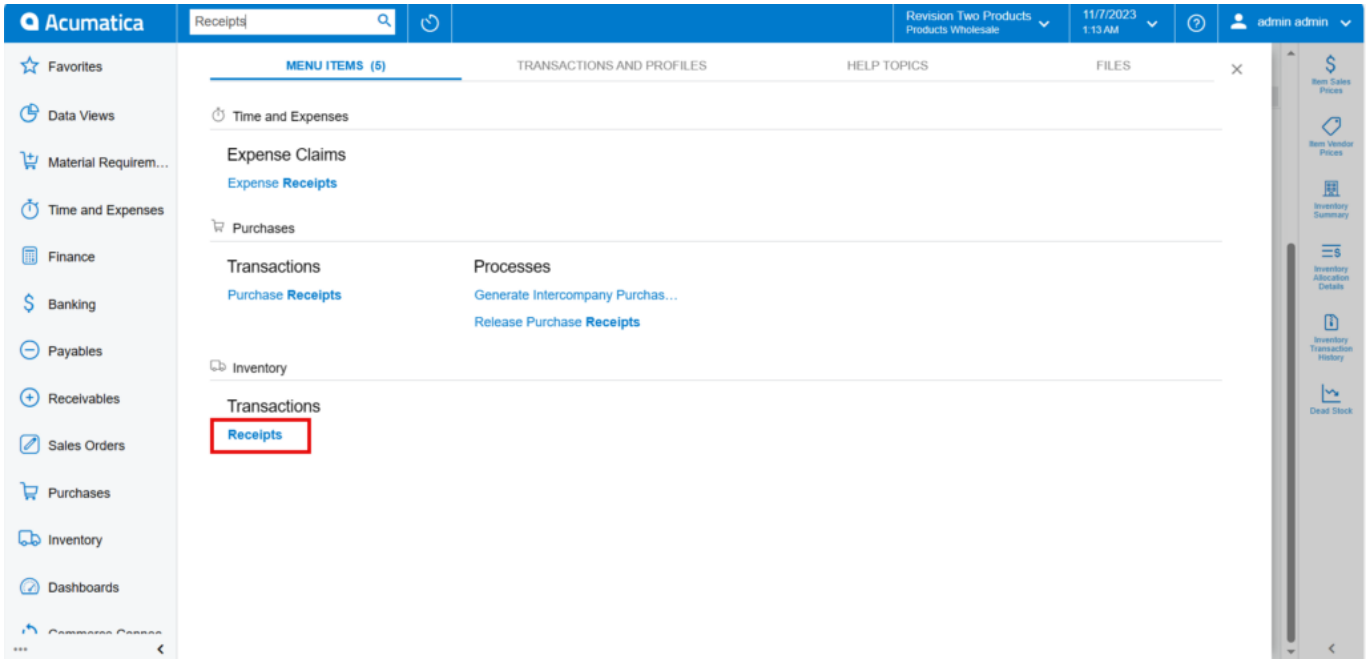 Acumatica
Receipts
Revision Two Products
Products Wholesale
11/7/2023
1:13 AM
admin admin
Favorites
Data Views
Material Requirem...
Time and Expenses
Finance
Banking
Payables
Receivables
Sales Orders
Purchases
Inventory
Dashboards
Commerce Connec
MENU ITEMS (5)
TRANSACTIONS AND PROFILES
HELP TOPICS
FILES
Time and Expenses
Expense Claims
Expense Receipts
Purchases
Transactions
Processes
Purchase Receipts
Generate Intercompany Purchas...
Release Purchase Receipts
Inventory
Transactions
Receipts
Item Sales
Prices
Item Vendor
Prices
Inventory
Summary
Inventory
Allocation
Details
Inventory
Transaction
History
Dead Stock